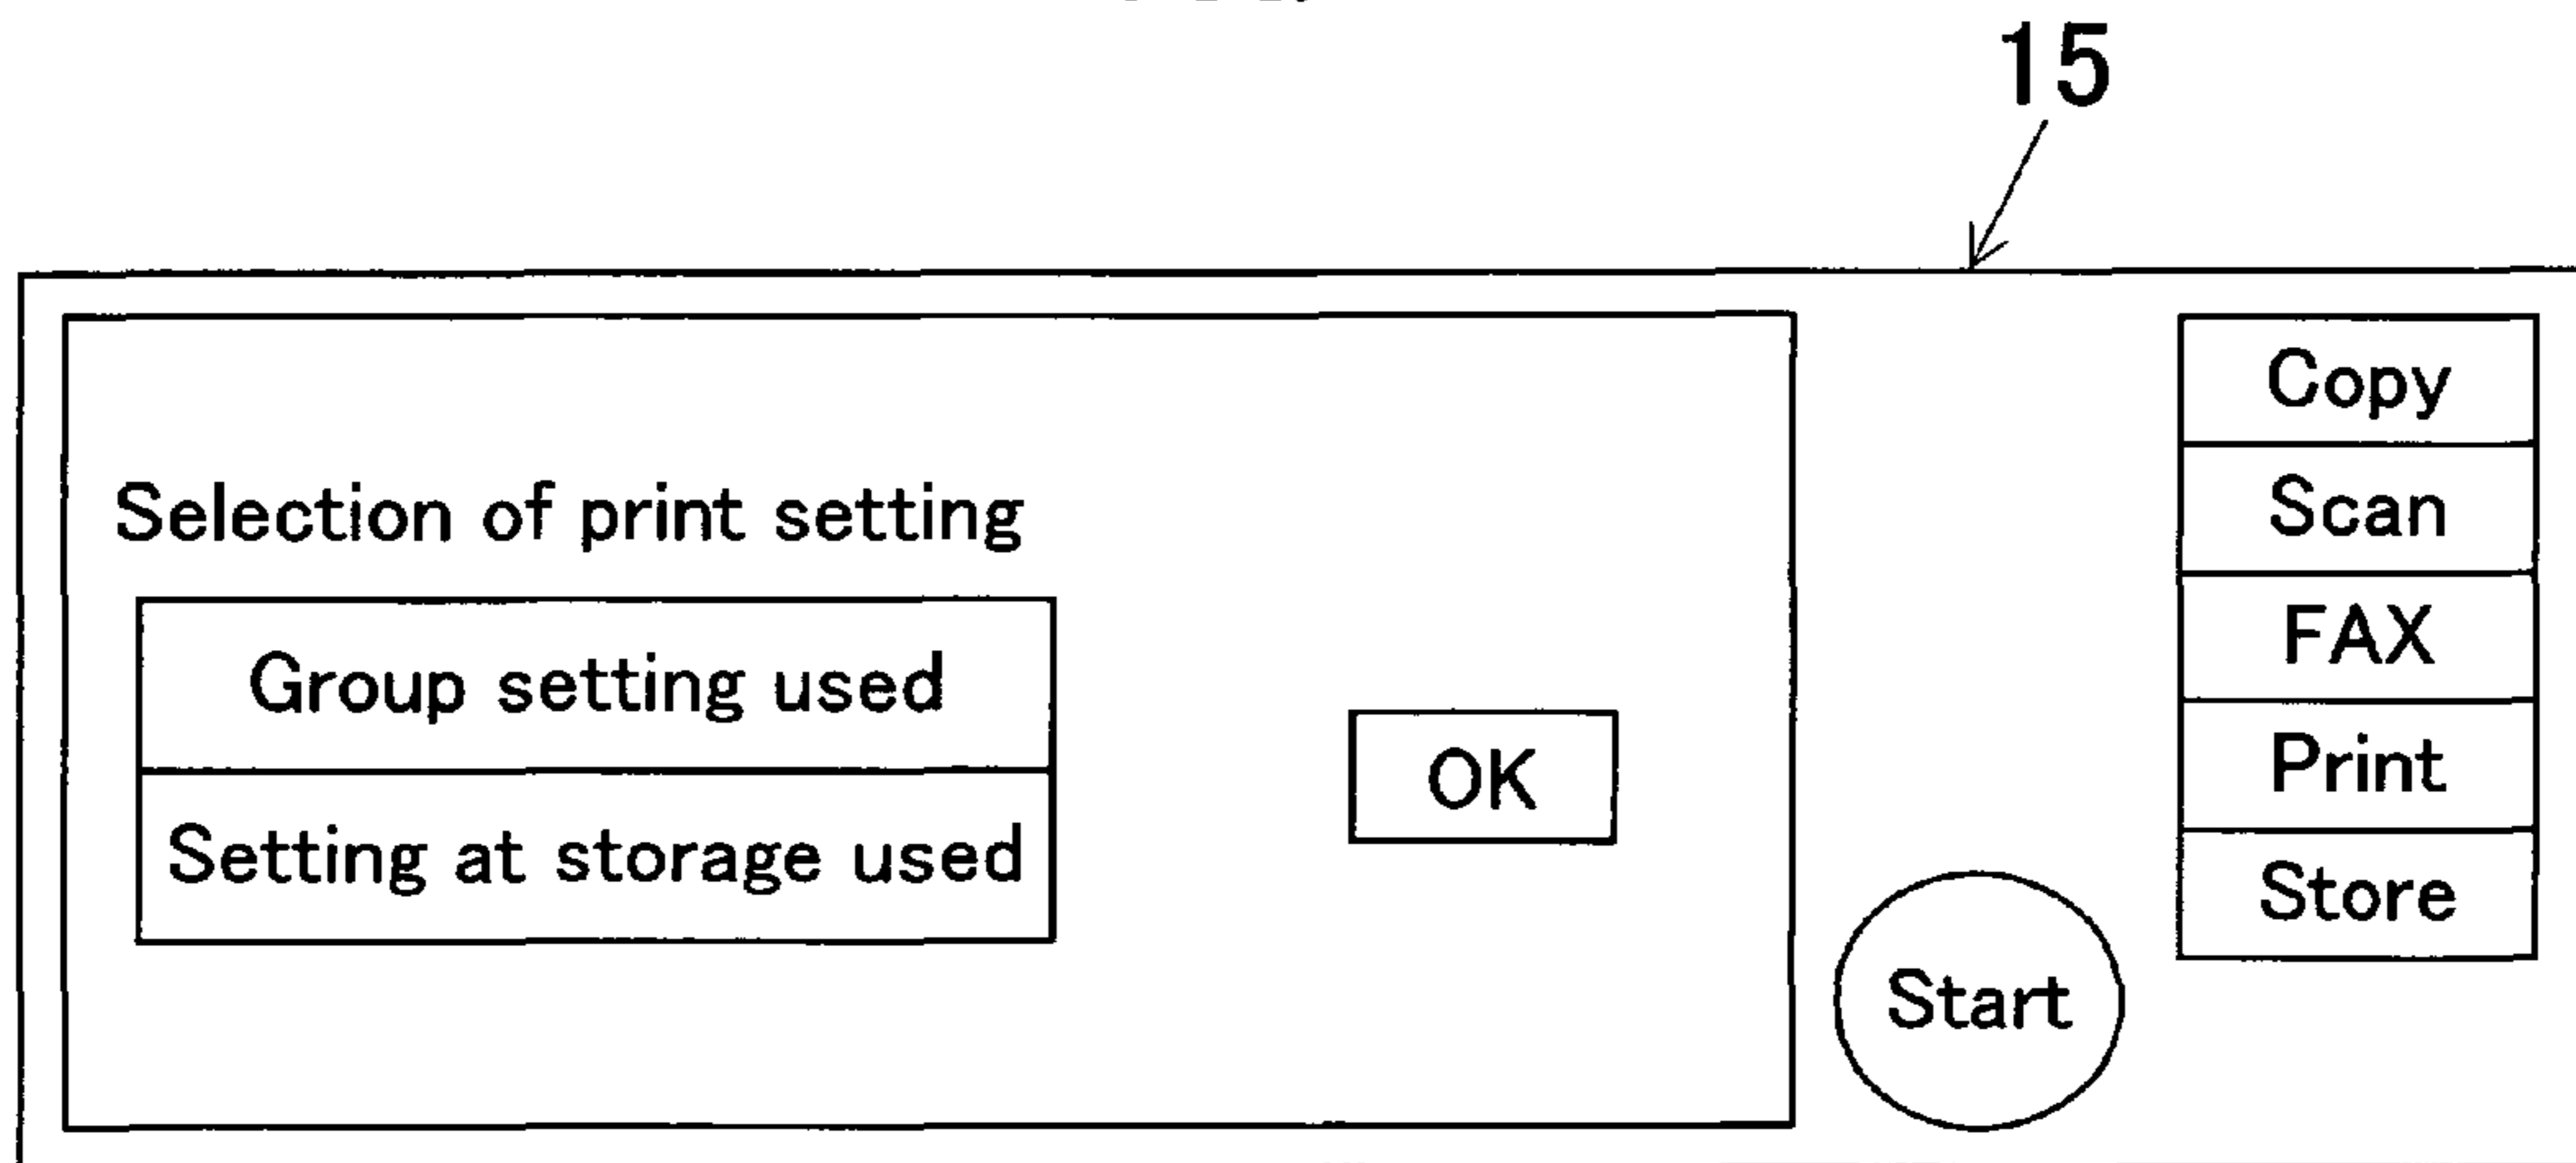 15
Selection of print setting
Group setting used
Setting at storage used
OK
Start
Copy
Scan
FAX
Print
Store